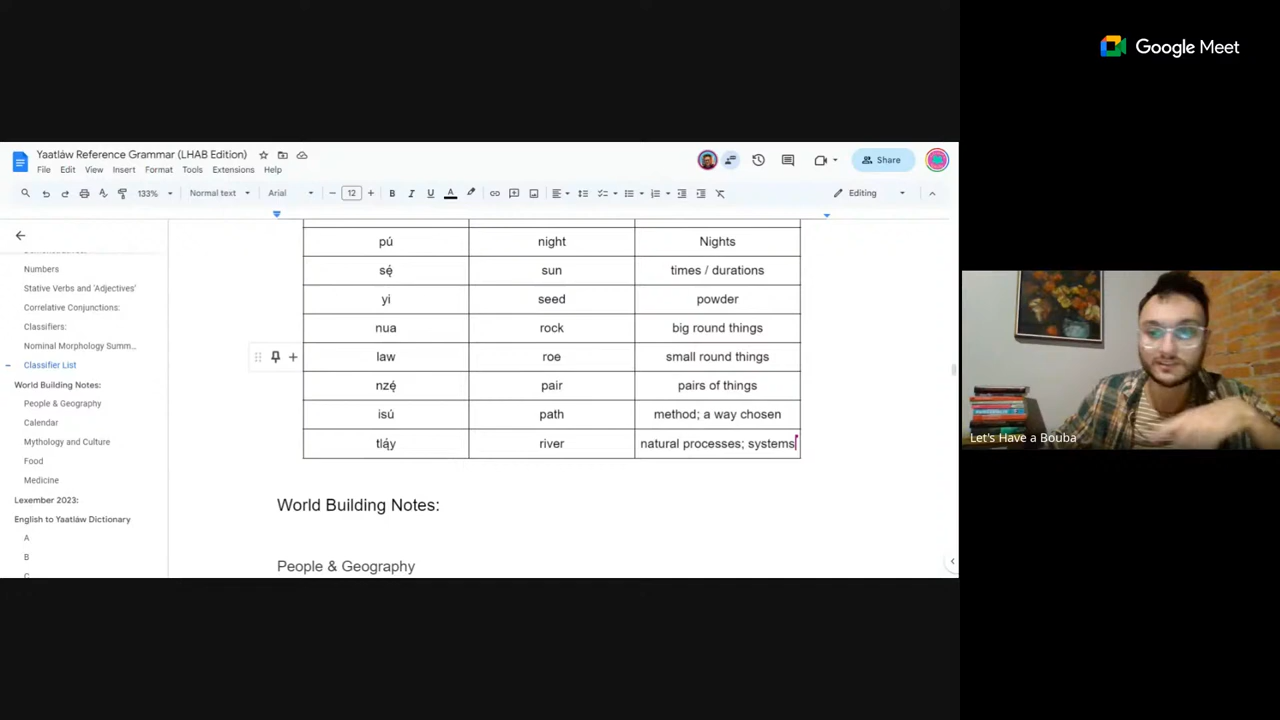 Google Meet
Yaatláw Reference Grammar (LHAB Edition)
File Edit View Insert Format Tools Extensions Help
Share
133% Normal text Arial 12 Editing
Numbers
Stative Verbs and 'Adjectives'
Correlative Conjunctions:
Classifiers:
Nominal Morphology Summ...
Classifier List
World Building Notes:
People & Geography
Calendar
Mythology and Culture
Food
Medicine
Lexember 2023:
English to Yaatláw Dictionary
A
B
pú night Nights
sę́ sun times / durations
yi seed powder
nua rock big round things
law roe small round things
nzę́ pair pairs of things
isú path method; a way chosen
tlą́y river natural processes; systems
World Building Notes:
People & Geography
Let's Have a Bouba